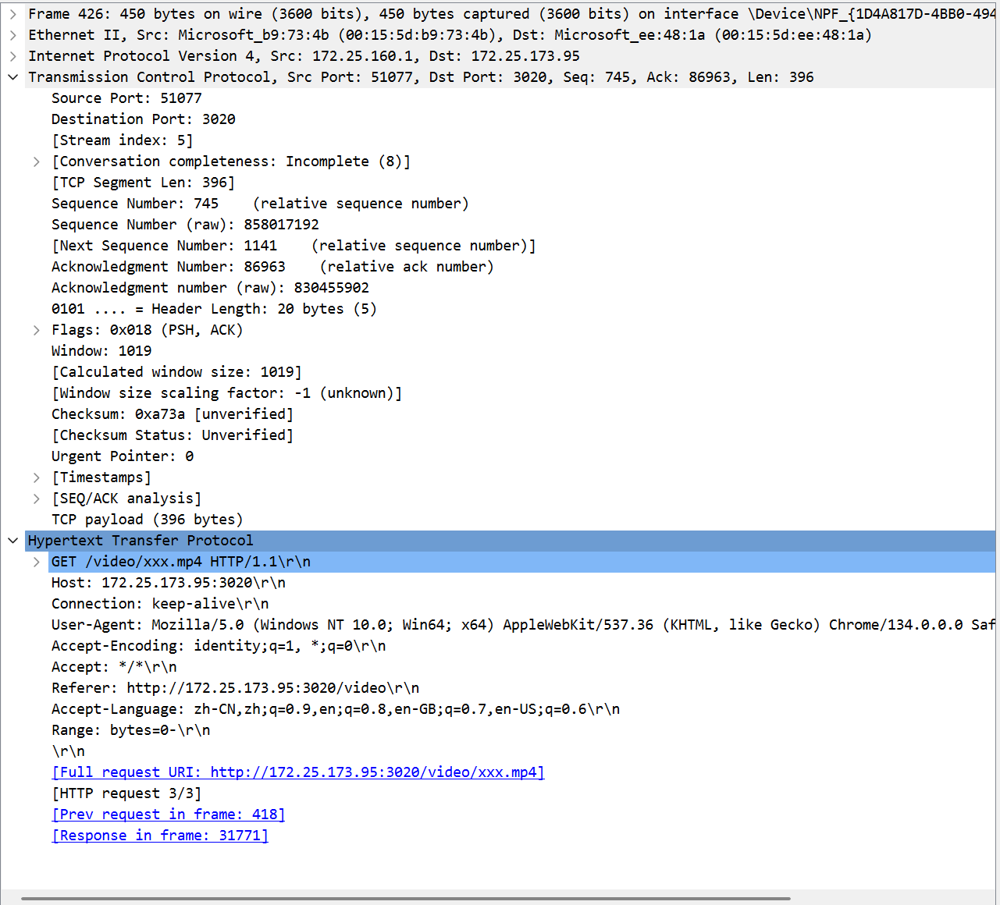 Frame 426: 450 bytes on wire (3600 bits), 450 bytes captured (3600 bits) on interface \Device\NPF_{1D4A817D-4BB0-494
Ethernet II, Src: Microsoft_b9:73:4b (00:15:5d:b9:73:4b), Dst: Microsoft_ee:48:1a (00:15:5d:ee:48:1a)
Internet Protocol Version 4, Src: 172.25.160.1, Dst: 172.25.173.95
Transmission Control Protocol, Src Port: 51077, Dst Port: 3020, Seq: 745, Ack: 86963, Len: 396
Source Port: 51077
Destination Port: 3020
[Stream index: 5]
[Conversation completeness: Incomplete (8)]
[TCP Segment Len: 396]
Sequence Number: 745    (relative sequence number)
Sequence Number (raw): 858017192
[Next Sequence Number: 1141    (relative sequence number)]
Acknowledgment Number: 86963    (relative ack number)
Acknowledgment number (raw): 830455902
0101 .... = Header Length: 20 bytes (5)
Flags: 0x018 (PSH, ACK)
Window: 1019
[Calculated window size: 1019]
[Window size scaling factor: -1 (unknown)]
Checksum: 0xa73a [unverified]
[Checksum Status: Unverified]
Urgent Pointer: 0
[Timestamps]
[SEQ/ACK analysis]
TCP payload (396 bytes)
Hypertext Transfer Protocol
GET /video/xxx.mp4 HTTP/1.1\r\n
Host: 172.25.173.95:3020\r\n
Connection: keep-alive\r\n
User-Agent: Mozilla/5.0 (Windows NT 10.0; Win64; x64) AppleWebKit/537.36 (KHTML, like Gecko) Chrome/134.0.0.0 Saf
Accept-Encoding: identity;q=1, *;q=0\r\n
Accept: */*\r\n
Referer: http://172.25.173.95:3020/video\r\n
Accept-Language: zh-CN,zh;q=0.9,en;q=0.8,en-GB;q=0.7,en-US;q=0.6\r\n
Range: bytes=0-\r\n
\r\n
[Full request URI: http://172.25.173.95:3020/video/xxx.mp4]
[HTTP request 3/3]
[Prev request in frame: 418]
[Response in frame: 31771]